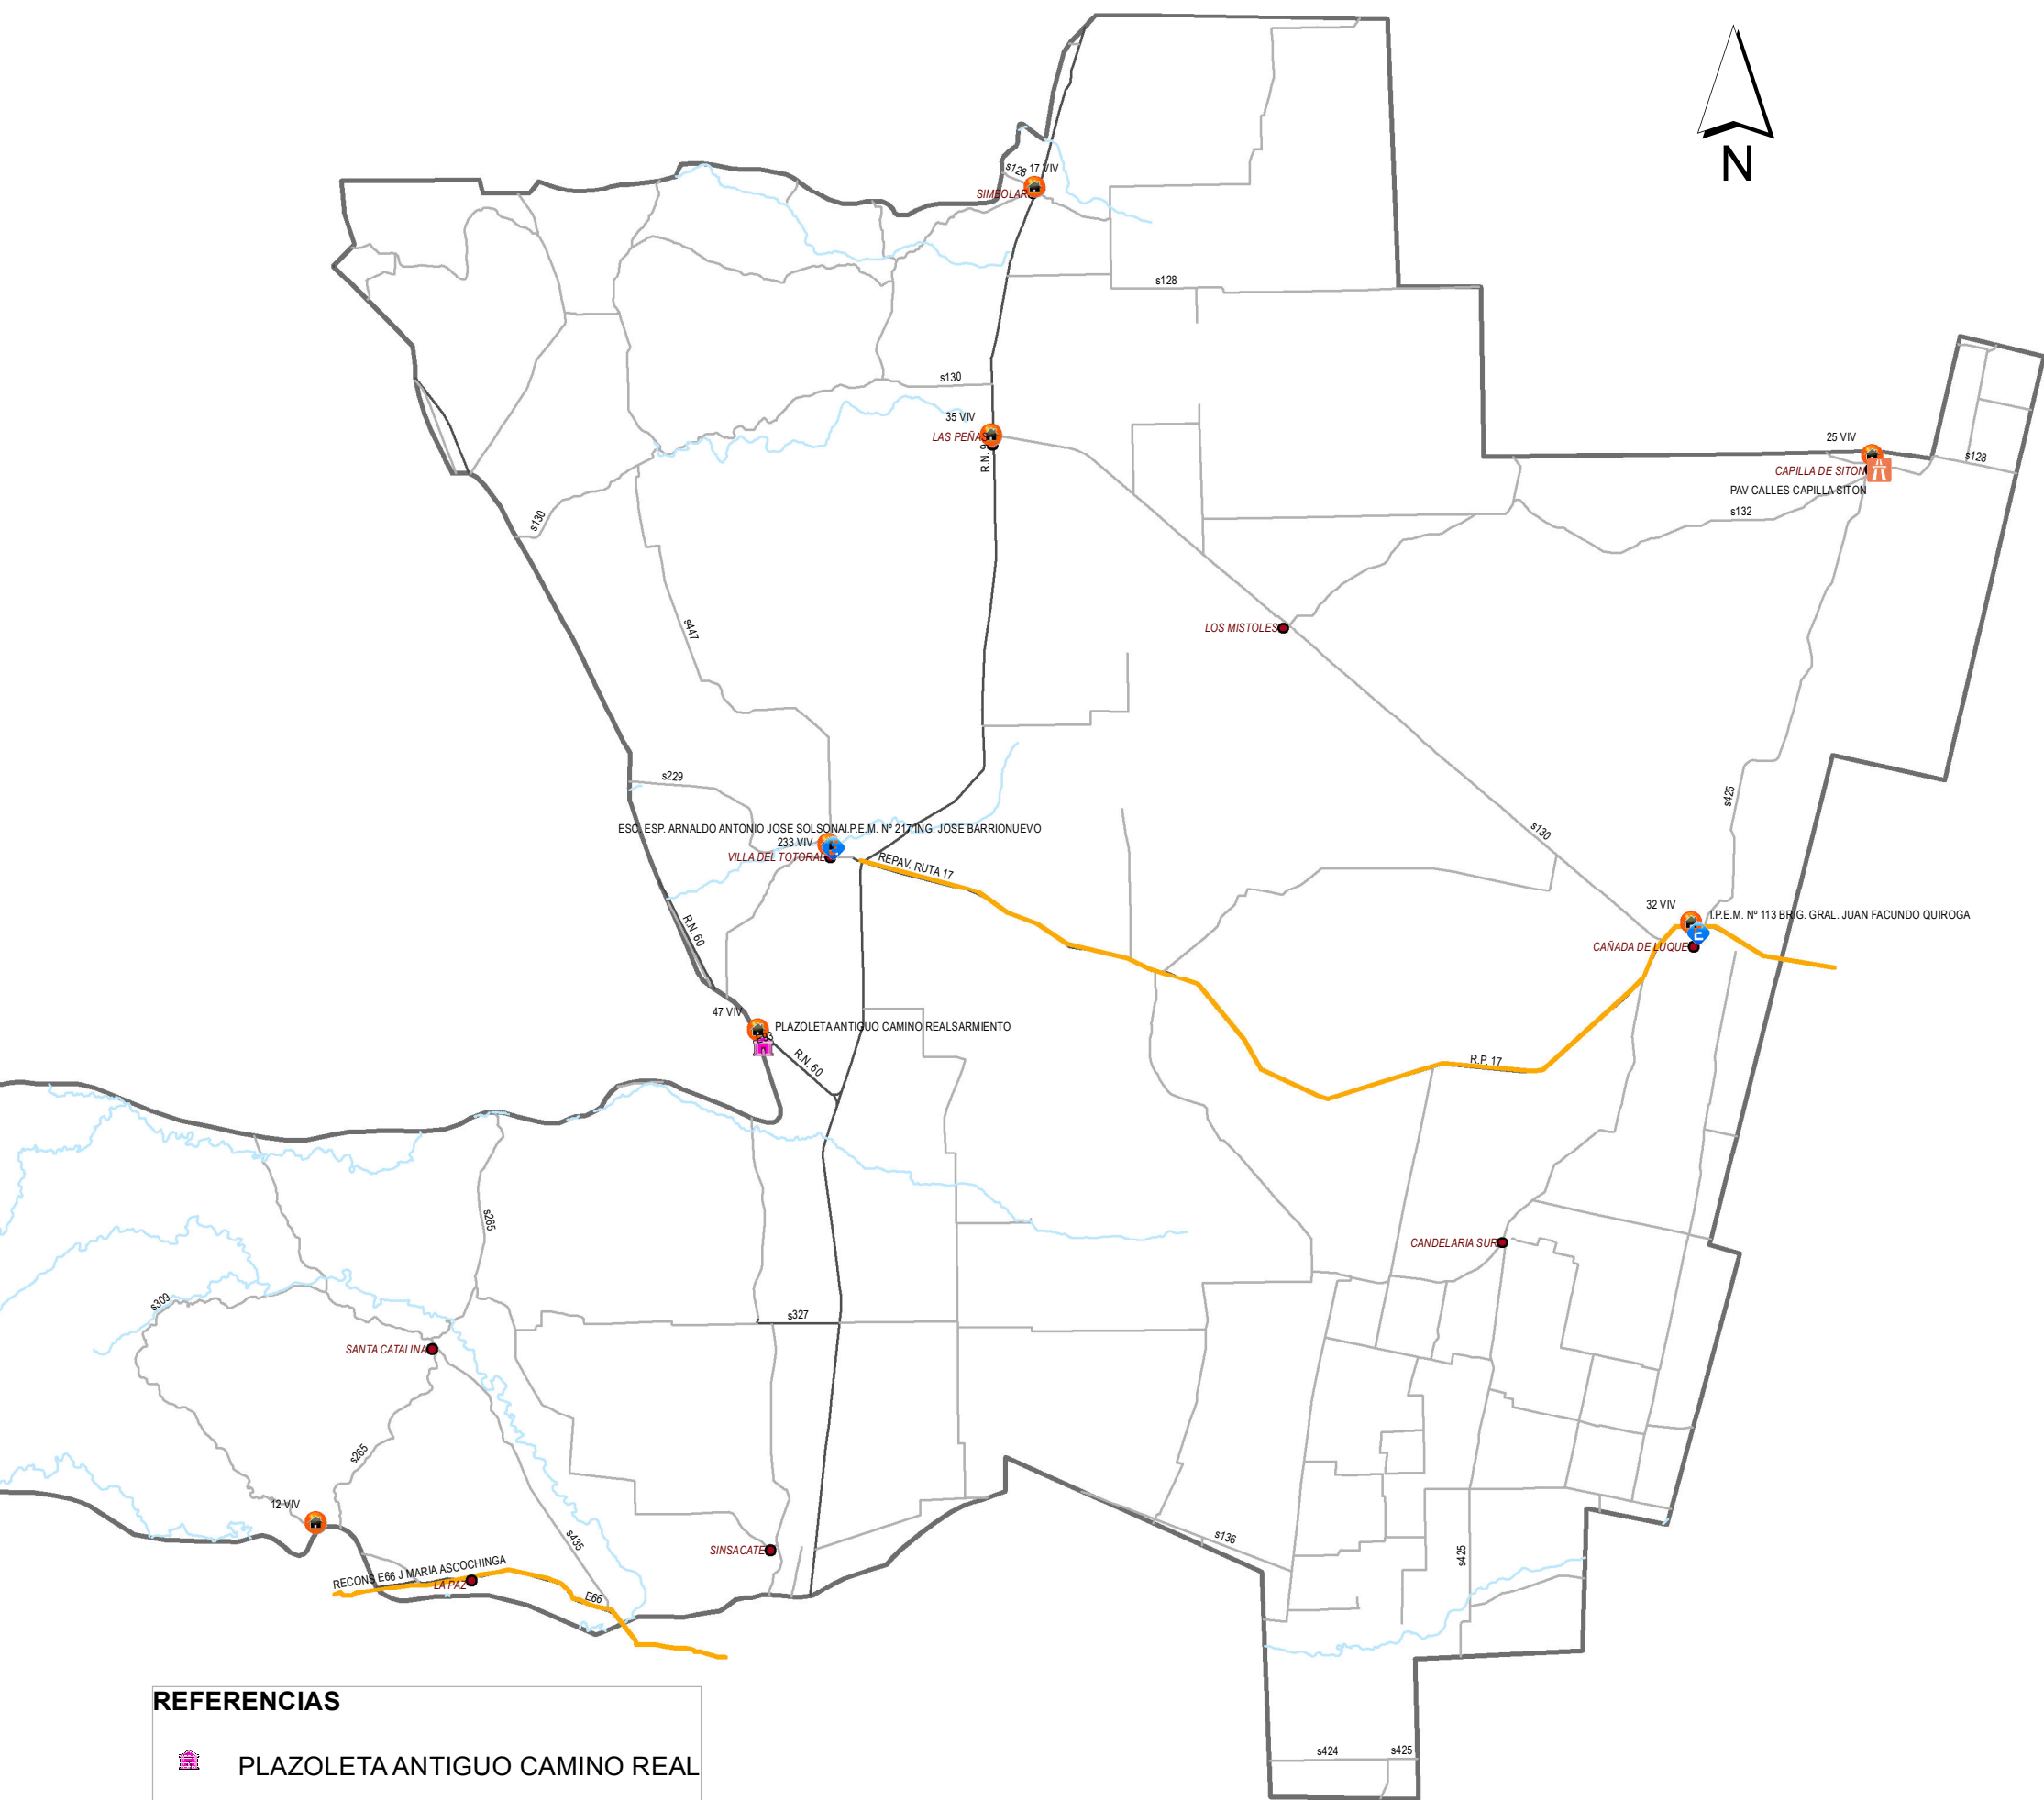 N
s128
17 VIV
SIMBOLAR
s128
s130
35 VIV
LAS PEÑAS
R.N. 9
25 VIV
s128
CAPILLA DE SITON
PAV CALLES CAPILLA SITON
s132
s130
s447
LOS MISTOLES
s229
s425
s130
ESC. ESP. ARNALDO ANTONIO JOSE SOLSONAI.P.E.M. Nº 217 ING. JOSE BARRIONUEVO
233 VIV
VILLA DEL TOTORAL
REPAV. RUTA 17
32 VIV
I.P.E.M. Nº 113 BRIG. GRAL. JUAN FACUNDO QUIROGA
R.N. 60
CAÑADA DE LUQUE
47 VIV
PLAZOLETA ANTIGUO CAMINO REALSARMIENTO
R.N. 60
R.P. 17
s265
CANDELARIA SUR
s309
s327
SANTA CATALINA
s265
12 VIV
s435
SINSACATE
s136
s425
RECONS E66 J MARIA ASCOCHINGA
LA PAZ
E66
REFERENCIAS
PLAZOLETA ANTIGUO CAMINO REAL
s424
s425